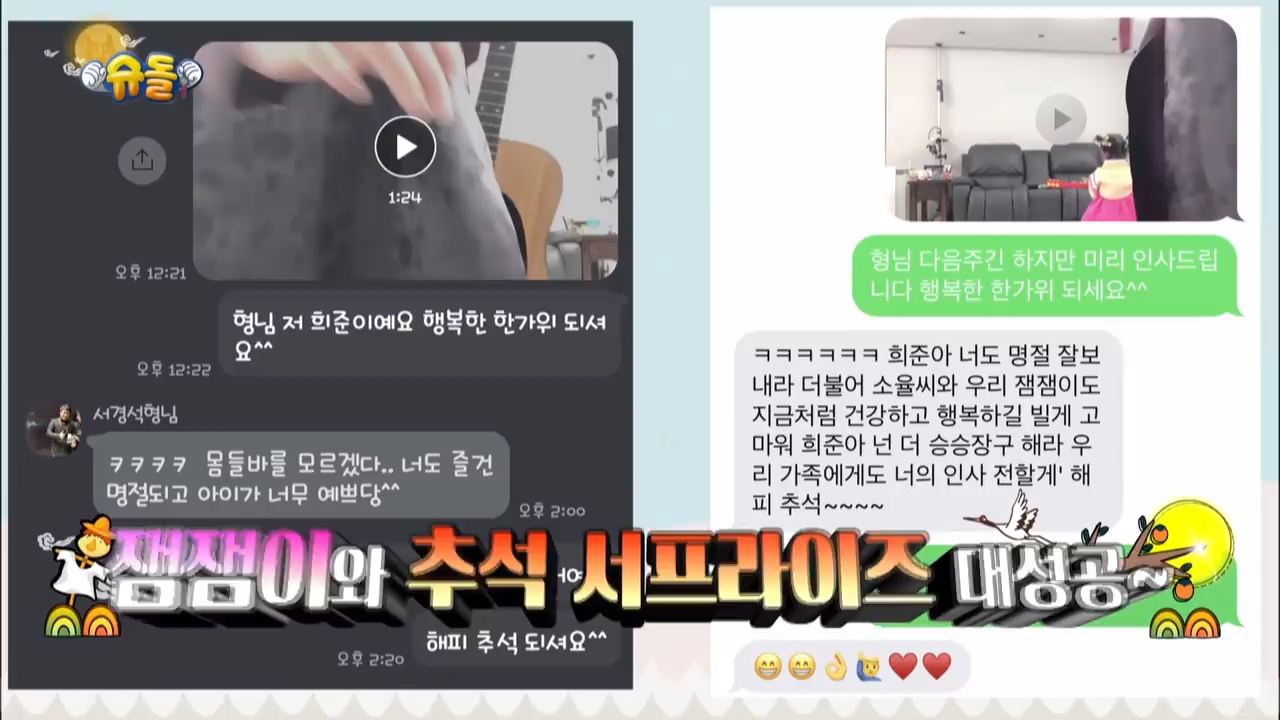 슈돌
1:24
오후 12:21
형님 저 희준이예요 행복한 한가위 되셔
요^^
오후 12:22
서경석형님
ㅋㅋㅋㅋ 몸들바를 모르겠다.. 너도 즐건
명절되고 아이가 너무 예쁘당^^
오후 2:00
해피 추석 되셔요^^
오후 2:20
형님 다음주긴 하지만 미리 인사드립
니다 행복한 한가위 되세요^^
ㅋㅋㅋㅋㅋㅋ 희준아 너도 명절 잘보
내라 더불어 소율씨와 우리 잼잼이도
지금처럼 건강하고 행복하길 빌게 고
마워 희준아 넌 더 승승장구 해라 우
리 가족에게도 너의 인사 전할게' 해
피 추석~~~~
😁😁👌🙋‍♂️❤️❤️
잼잼이와 추석 서프라이즈 대성공~